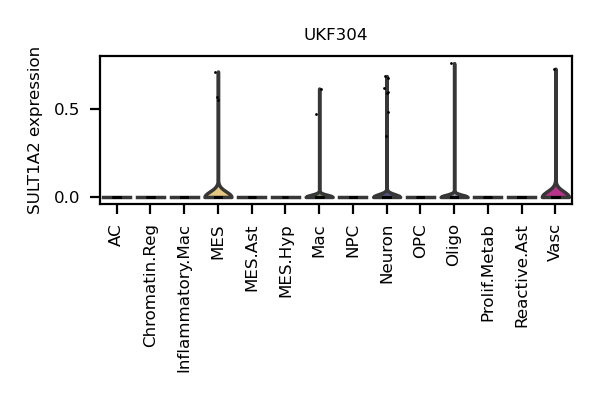 UKF304
SULT1A2 expression
0.5
0.0
AC
Chromatin.Reg
Inflammatory.Mac
MES
MES.Ast
MES.Hyp
Mac
NPC
Neuron
OPC
Oligo
Prolif.Metab
Reactive.Ast
Vasc